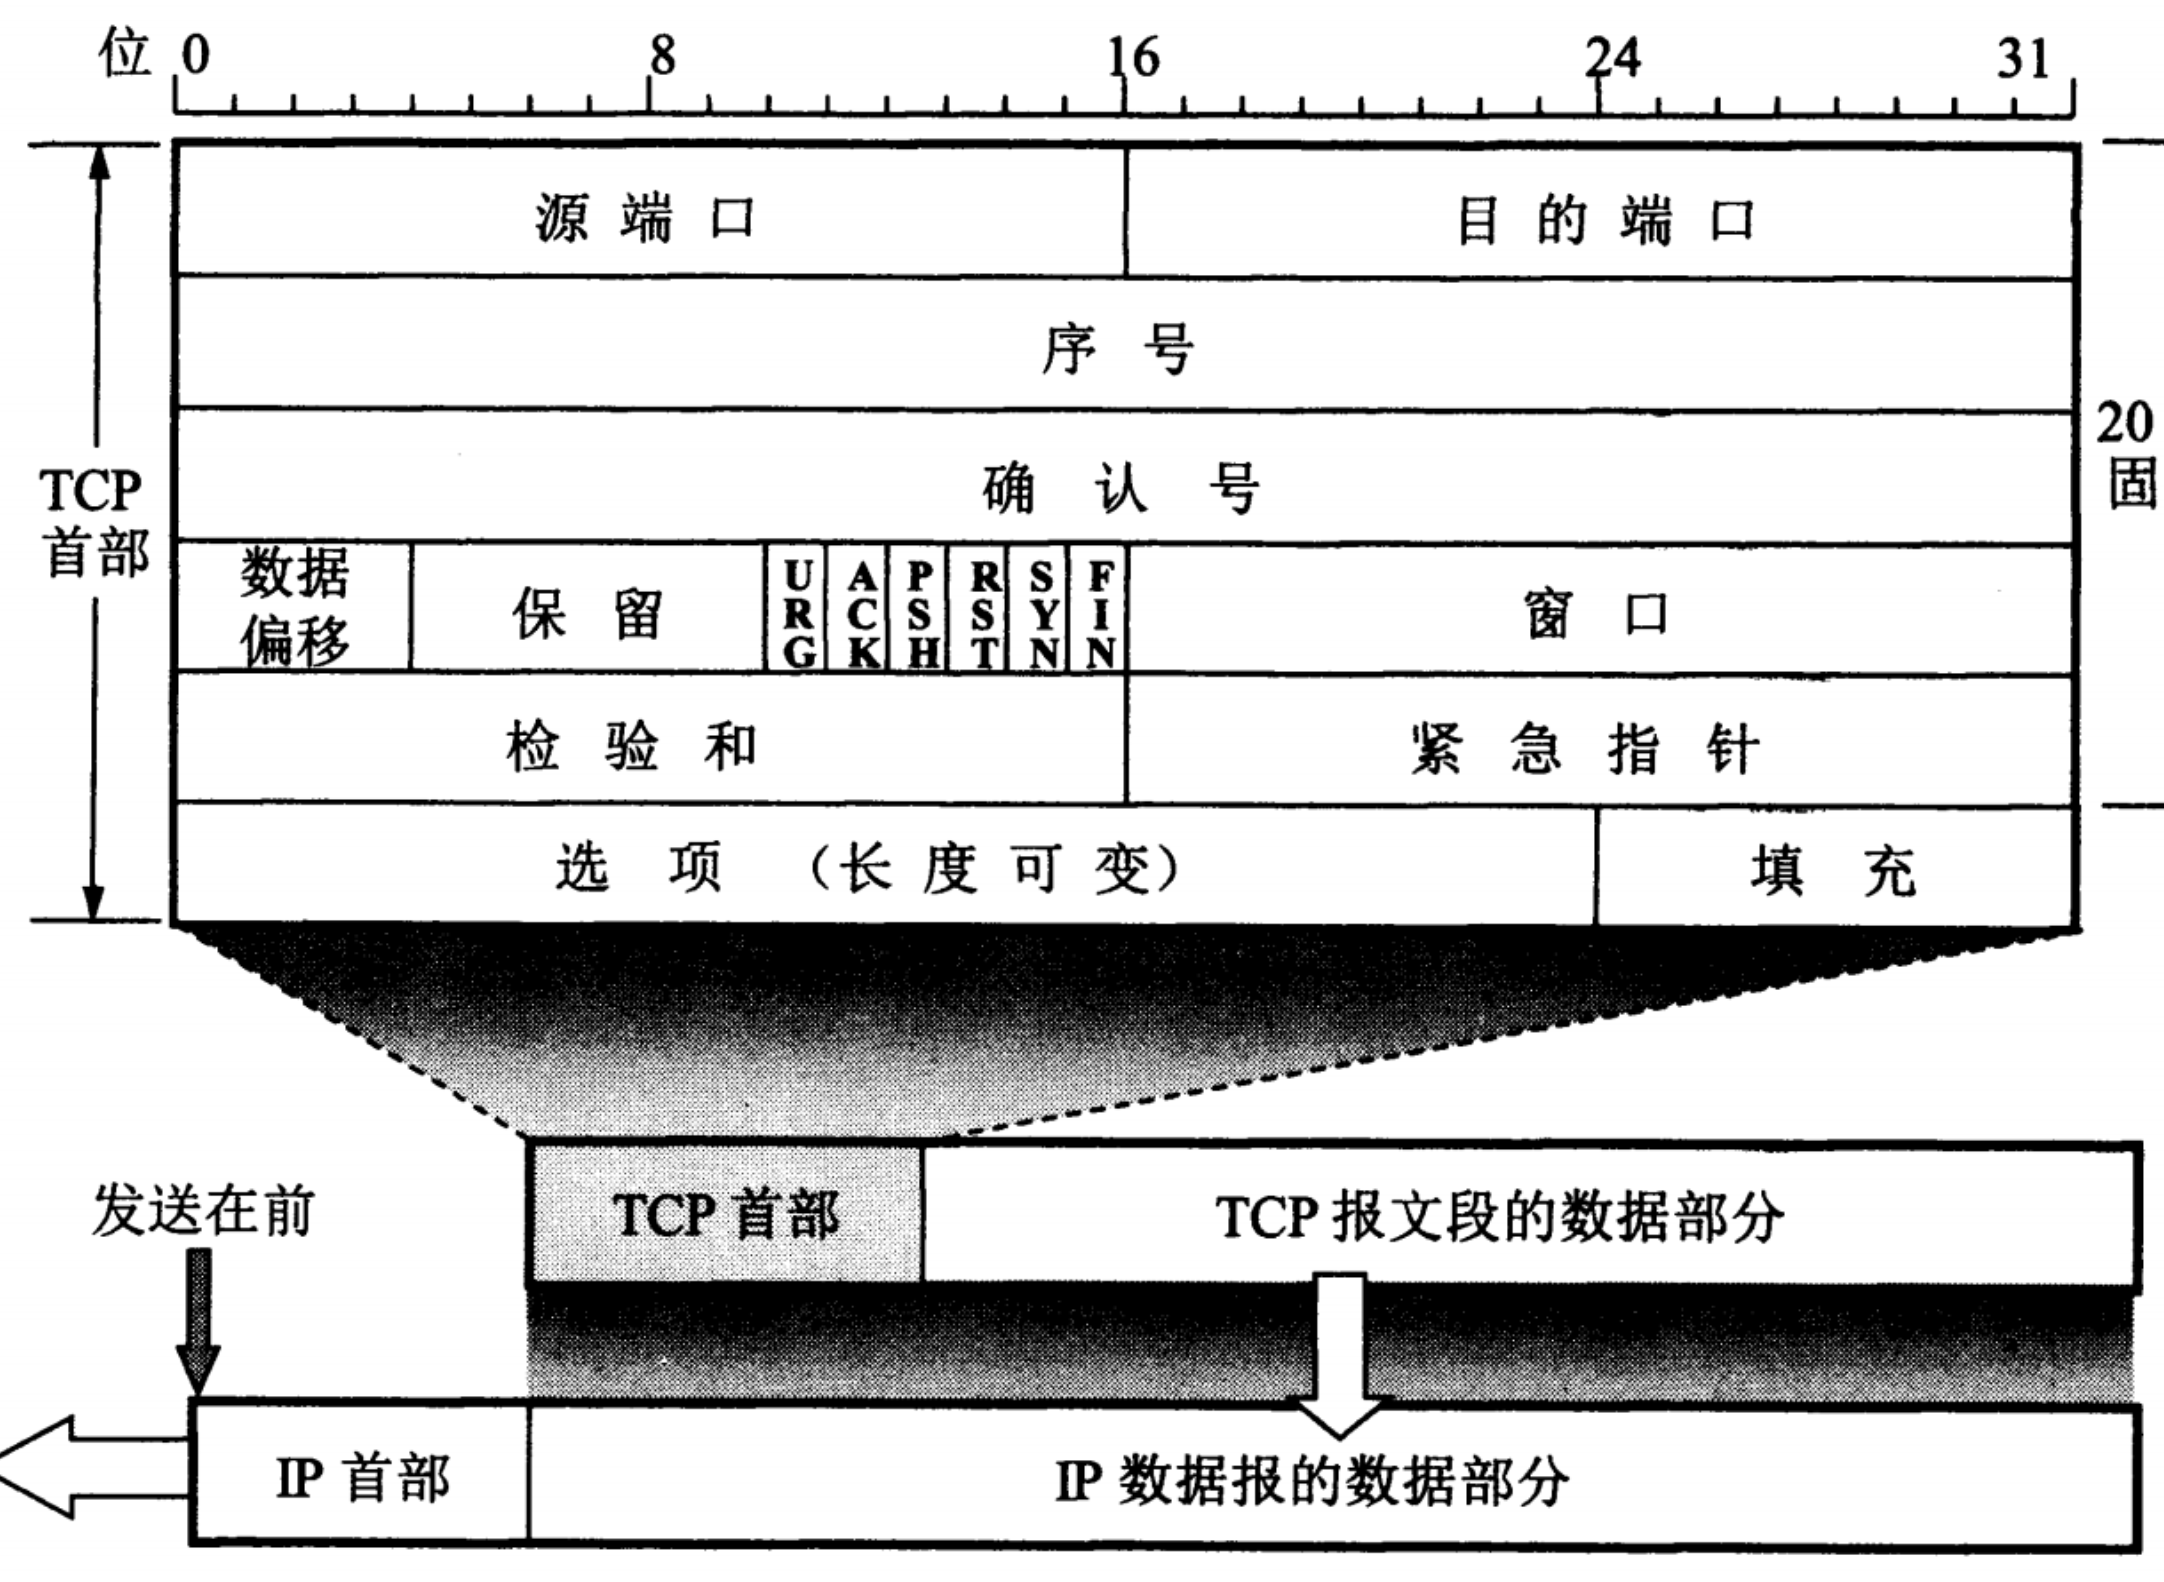 位 0 8 16 24 31
源端口 目的端口
序号
20
固
确认号
TCP
首部
数据
偏移
保留
URG
ACK
PSH
RST
SYN
FIN
窗口
检验和 紧急指针
选项（长度可变） 填充
发送在前
TCP 首部 TCP 报文段的数据部分
IP 首部 IP 数据报的数据部分